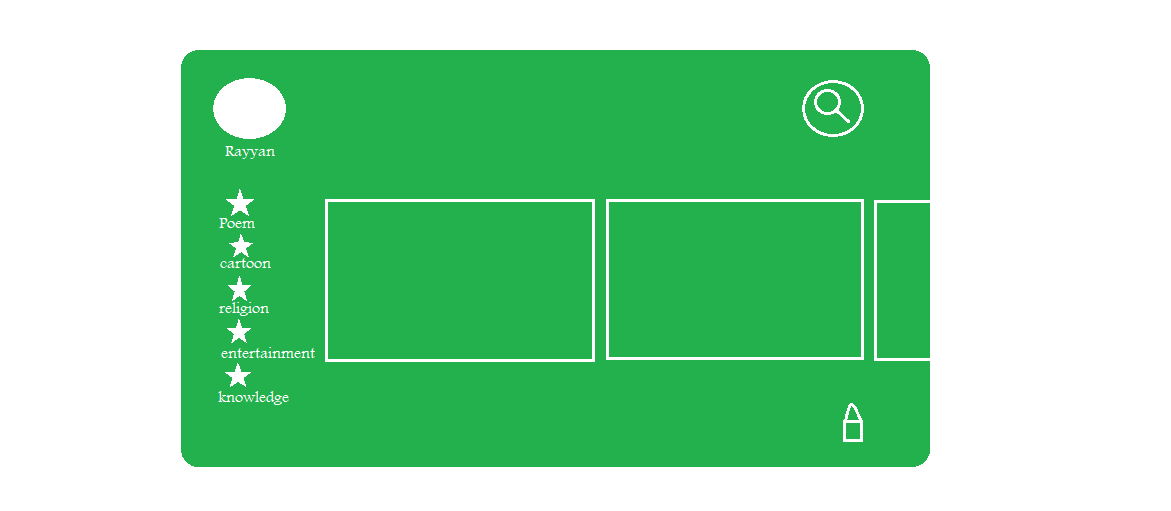 Rayyan
Poem
cartoon
religion
entertainment
knowledge